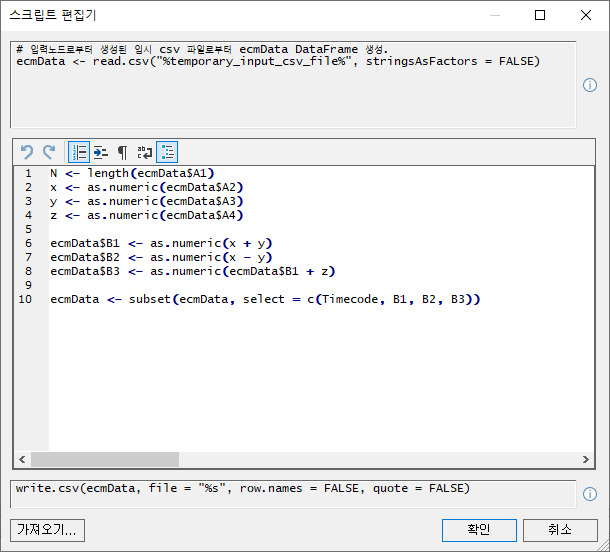 스크립트 편집기
# 입력노드로부터 생성된 임시 csv 파일로부터 ecmData DataFrame 생성.
ecmData <- read.csv("%temporary_input_csv_file%", stringsAsFactors = FALSE)
1 N <- length(ecmData$A1)
2 x <- as.numeric(ecmData$A2)
3 y <- as.numeric(ecmData$A3)
4 z <- as.numeric(ecmData$A4)
5
6 ecmData$B1 <- as.numeric(x + y)
7 ecmData$B2 <- as.numeric(x - y)
8 ecmData$B3 <- as.numeric(ecmData$B1 + z)
9
10 ecmData <- subset(ecmData, select = c(Timecode, B1, B2, B3))
write.csv(ecmData, file = "%s", row.names = FALSE, quote = FALSE)
가져오기... 확인 취소